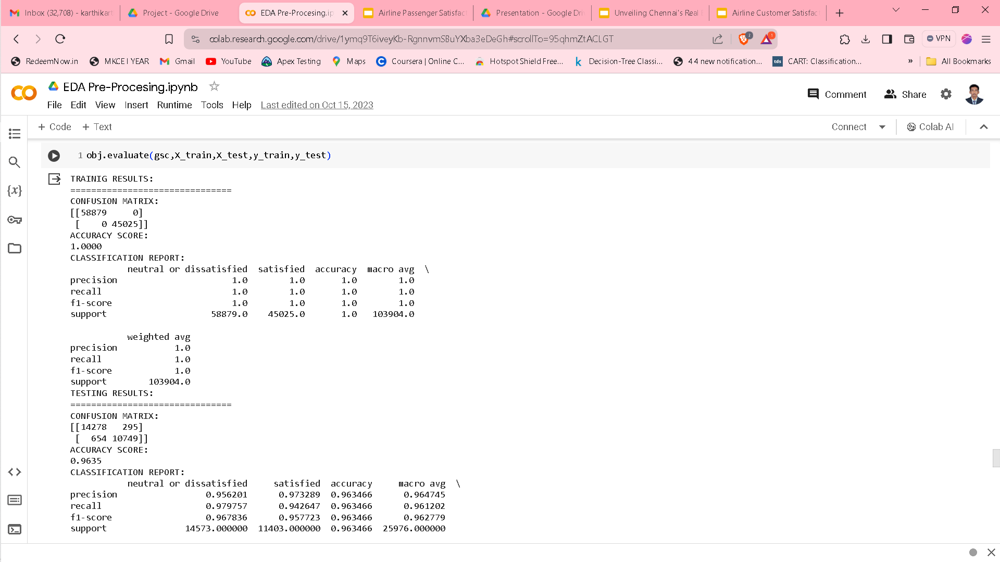 Inbox (32,708) - karthikart
Project - Google Drive
EDA Pre-Procesing.ip
Airline Passenger Satisfac
Presentation - Google Dri
Unveiling Chennai's Real
Airline Customer Satisfact
colab.research.google.com/drive/1ymq9T6iveyKb-RgnnvmSBuYXba3eDeGh#scrollTo=95qhmZtACLGT
2
1
VPN
RedeemNow.in
MKCE I YEAR
Gmail
YouTube
Apex Testing
Maps
Coursera | Online C...
Hotspot Shield Free...
Decision-Tree Classi...
4 4 new notification...
tds
CART: Classification...
»
All Bookmarks
EDA Pre-Procesing.ipynb
Comment
Share
File Edit View Insert Runtime Tools Help Last edited on Oct 15, 2023
+ Code + Text
Connect
Colab AI
{x}
1 obj.evaluate(gsc,X_train,X_test,y_train,y_test)
TRAINIG RESULTS:
===============================
CONFUSION MATRIX:
[[58879     0]
 [    0 45025]]
ACCURACY SCORE:
1.0000
CLASSIFICATION REPORT:
           neutral or dissatisfied  satisfied  accuracy  macro avg  \
precision                      1.0        1.0       1.0        1.0
recall                         1.0        1.0       1.0        1.0
f1-score                       1.0        1.0       1.0        1.0
support                    58879.0    45025.0       1.0   103904.0
           weighted avg
precision           1.0
recall              1.0
f1-score            1.0
support        103904.0
TESTING RESULTS:
===============================
CONFUSION MATRIX:
[[14278   295]
 [  654 10749]]
ACCURACY SCORE:
0.9635
CLASSIFICATION REPORT:
           neutral or dissatisfied     satisfied  accuracy     macro avg  \
precision                 0.956201      0.973289  0.963466      0.964745
recall                    0.979757      0.942647  0.963466      0.961202
f1-score                  0.967836      0.957723  0.963466      0.962779
support               14573.000000  11403.000000  0.963466  25976.000000